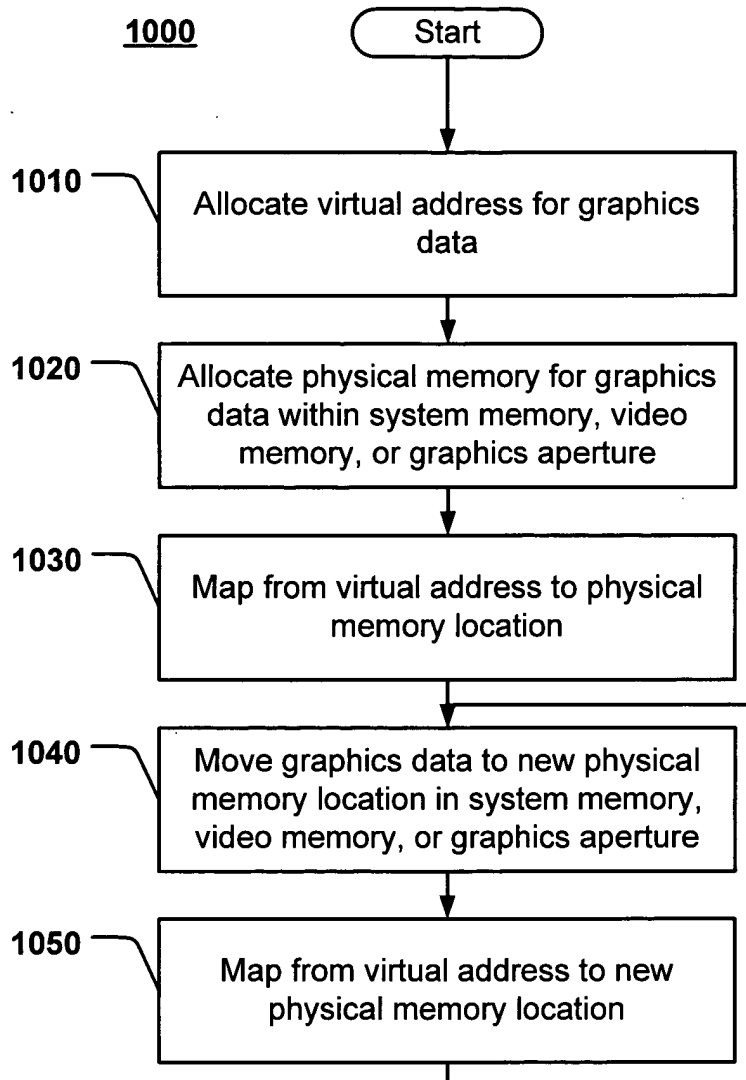 1000
Start
1010
Allocate virtual address for graphics
data
1020
Allocate physical memory for graphics
data within system memory, video
memory, or graphics aperture
1030
Map from virtual address to physical
memory location
1040
Move graphics data to new physical
memory location in system memory,
video memory, or graphics aperture
1050
Map from virtual address to new
physical memory location